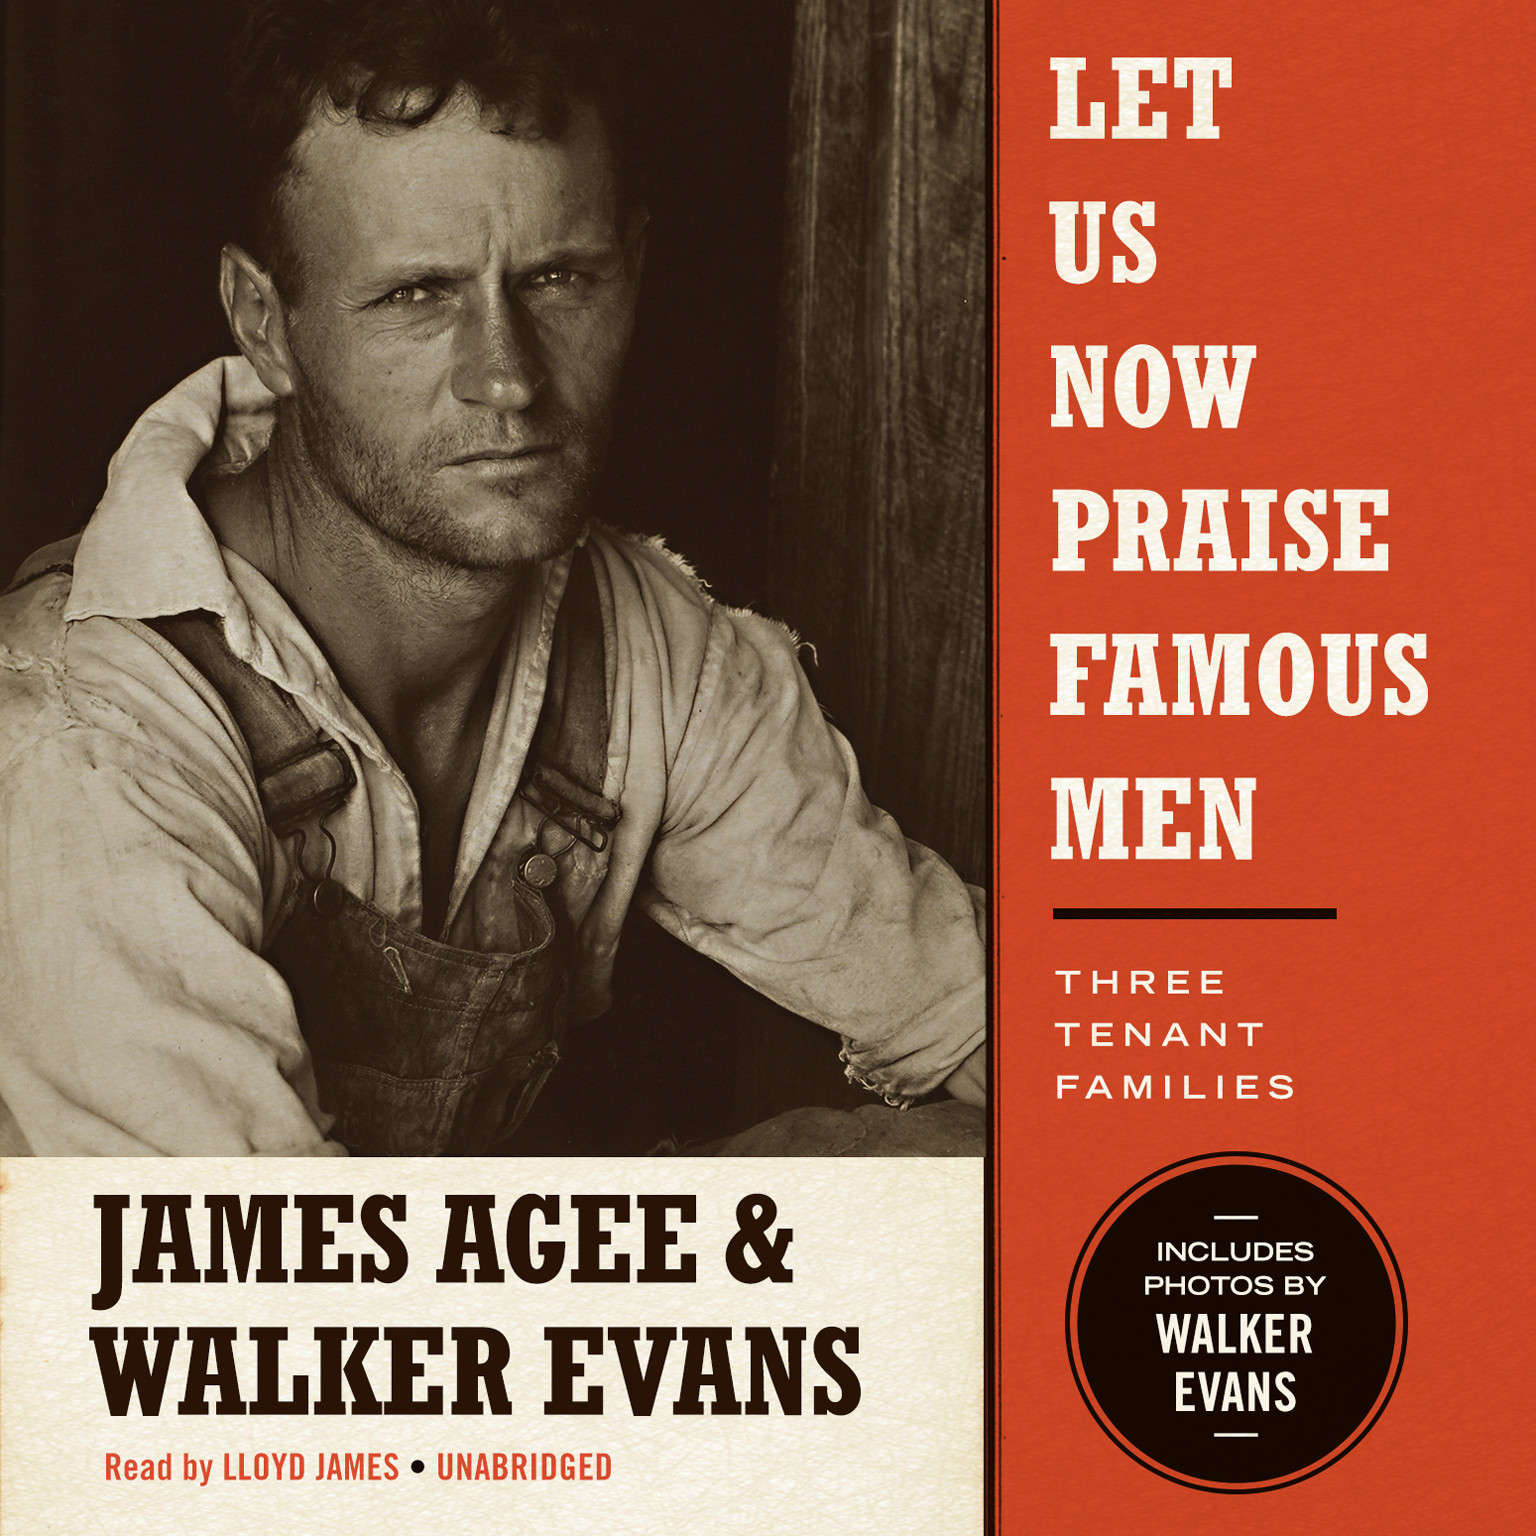 LET
US
NOW
PRAISE
FAMOUS
MEN
THREE
TENANT
FAMILIES
INCLUDES
PHOTOS BY
WALKER
EVANS
JAMES AGEE &
WALKER EVANS
Read by LLOYD JAMES • UNABRIDGED